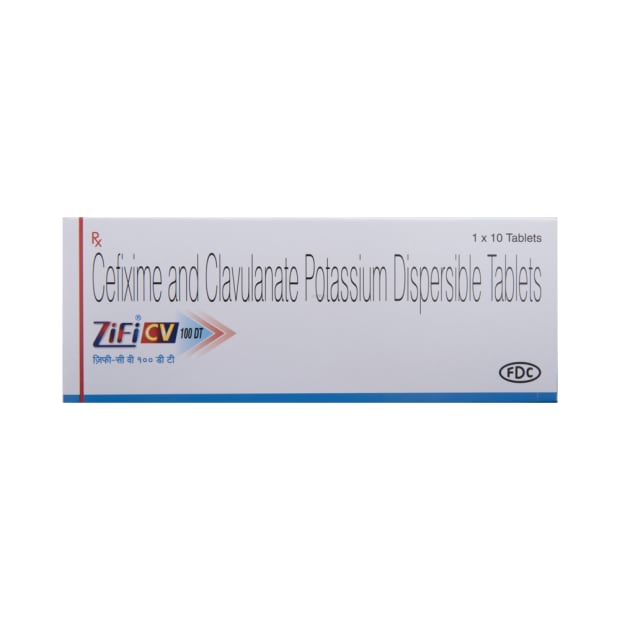 Rx
1 x 10 Tablets
Cefixime and Clavulanate Potassium Dispersible Tablets
ZiFi® CV 100 DT
ज़िफी-सी वी १०० डी टी
FDC